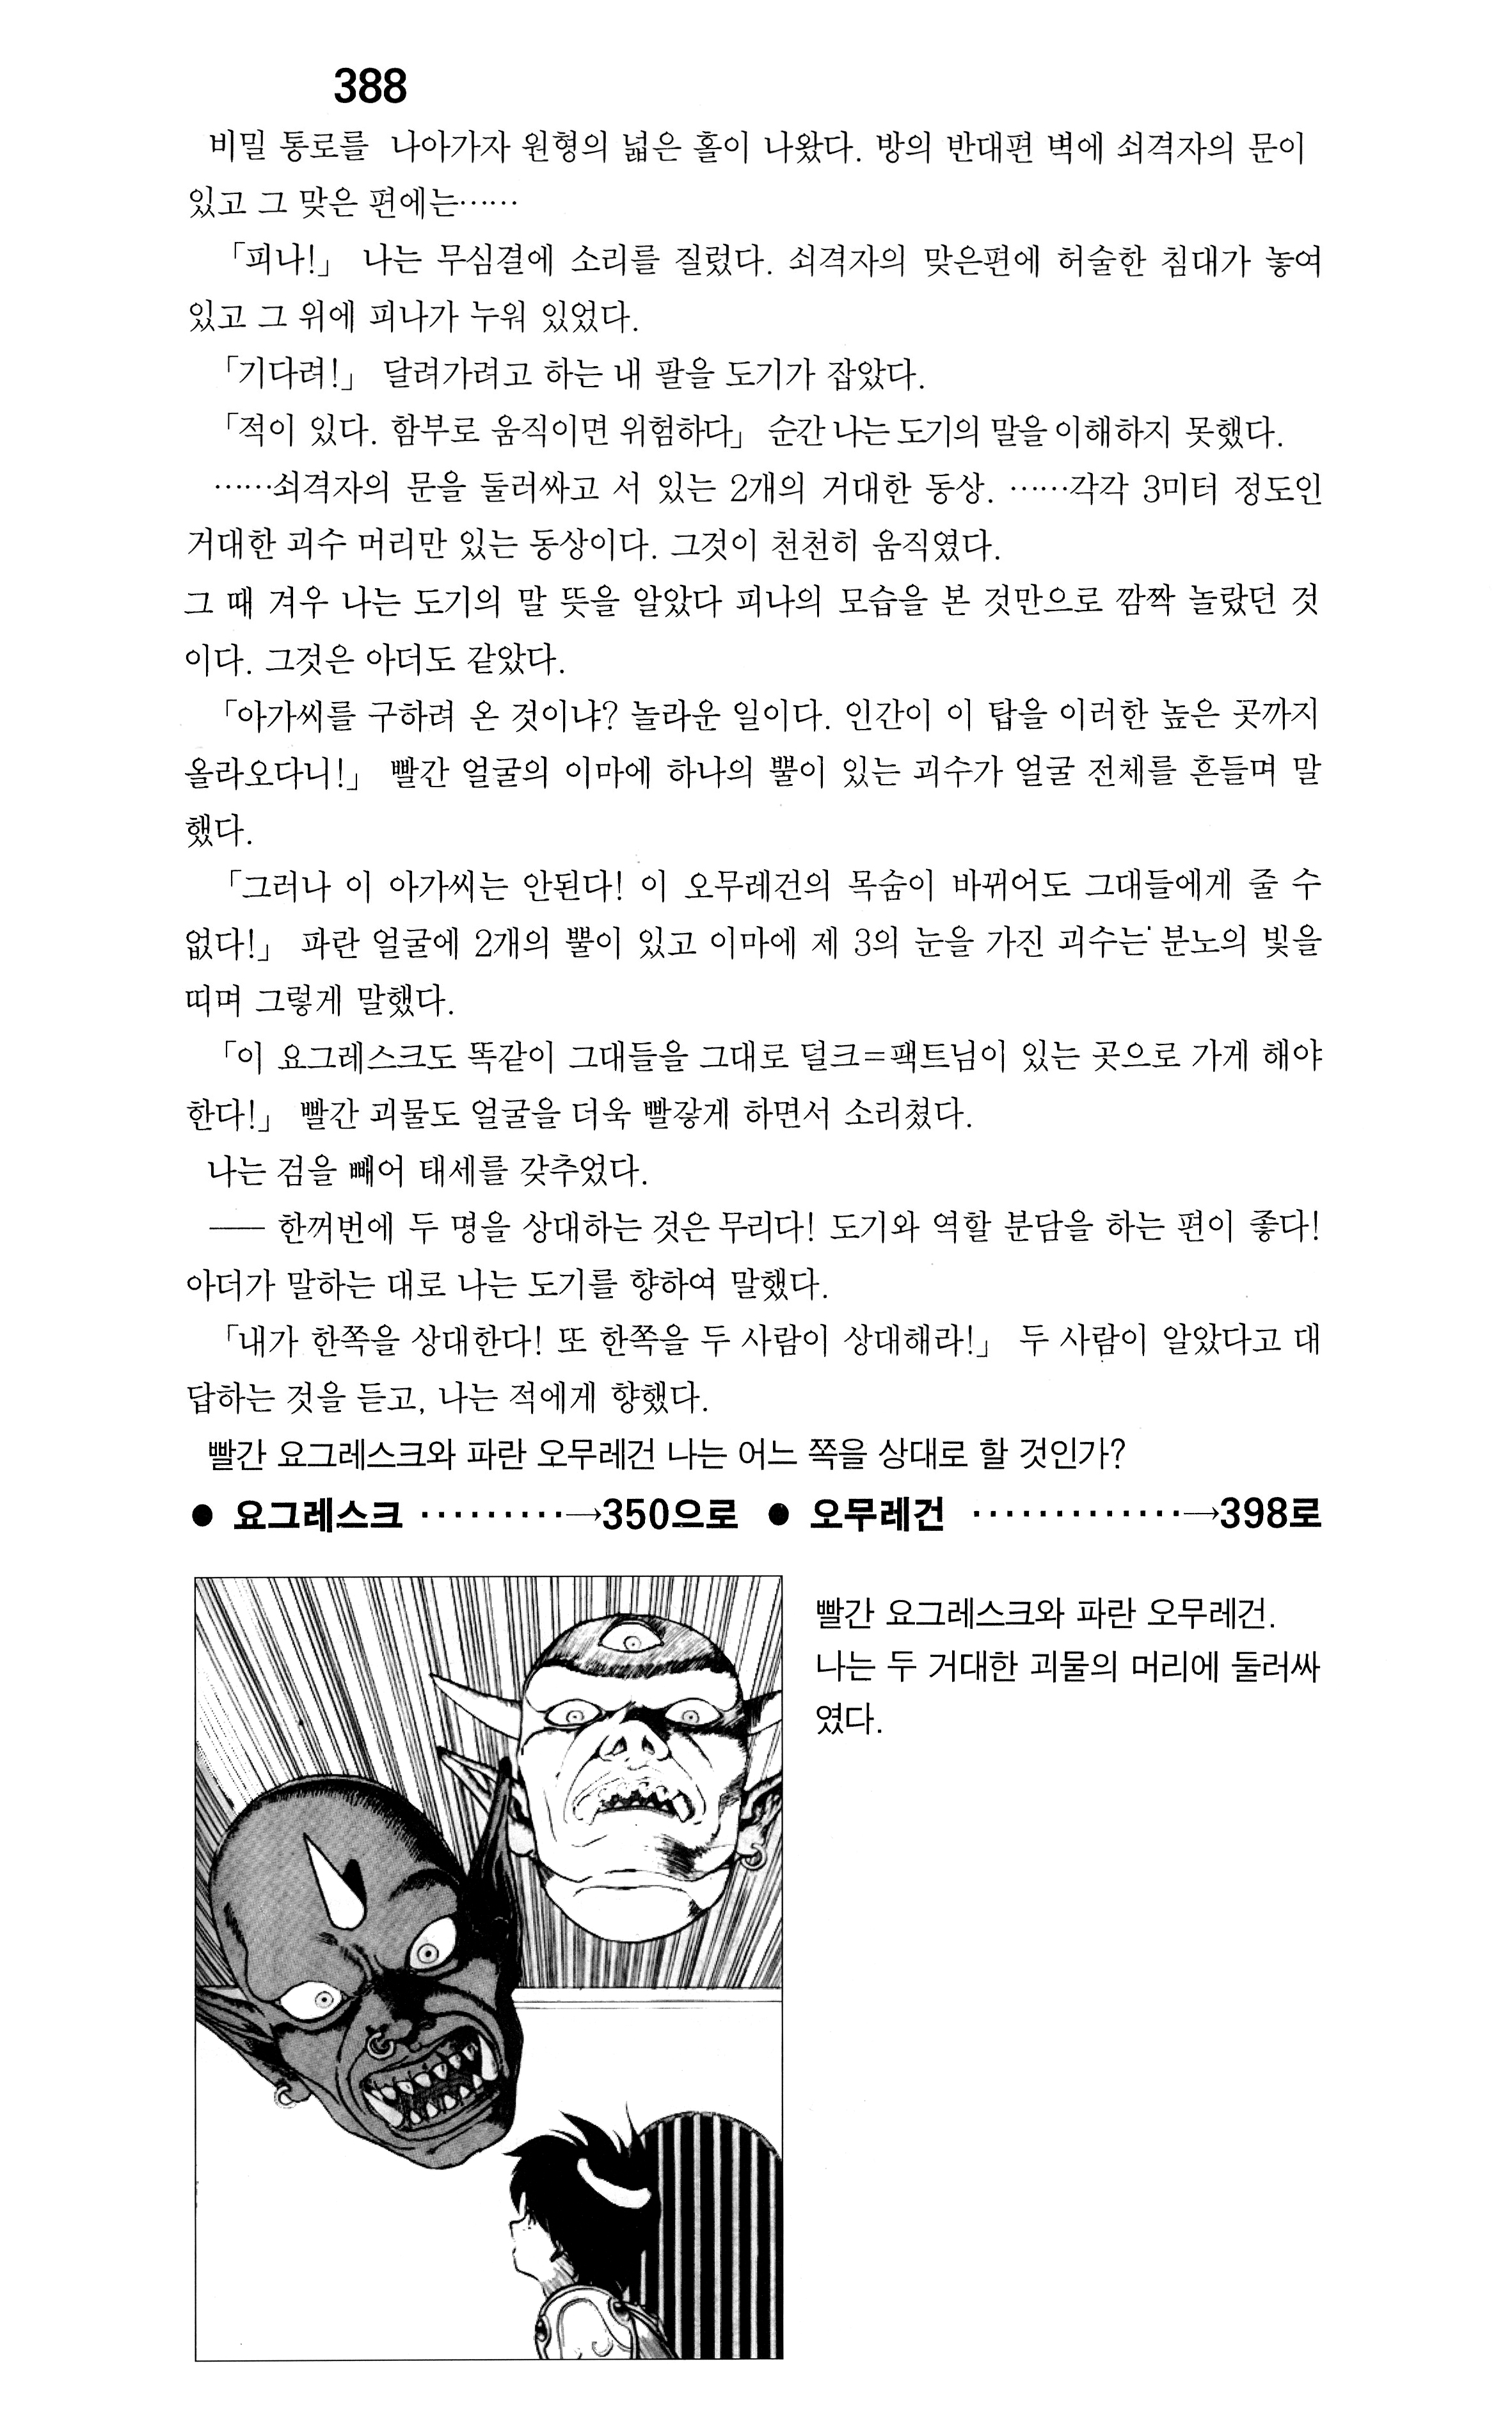 388
비밀 통로를 나아가자 원형의 넓은 홀이 나왔다. 방의 반대편 벽에 쇠격자의 문이
있고 그 맞은 편에는……
「피나!」 나는 무심결에 소리를 질렀다. 쇠격자의 맞은편에 허술한 침대가 놓여
있고 그 위에 피나가 누워 있었다.
「기다려!」 달려가려고 하는 내 팔을 도기가 잡았다.
「적이 있다. 함부로 움직이면 위험하다」 순간 나는 도기의 말을 이해하지 못했다.
……쇠격자의 문을 둘러싸고 서 있는 2개의 거대한 동상. ……각각 3미터 정도인
거대한 괴수 머리만 있는 동상이다. 그것이 천천히 움직였다.
그 때 겨우 나는 도기의 말 뜻을 알았다 피나의 모습을 본 것만으로 깜짝 놀랐던 것
이다. 그것은 아더도 같았다.
「아가씨를 구하려 온 것이냐? 놀라운 일이다. 인간이 이 탑을 이러한 높은 곳까지
올라오다니!」 빨간 얼굴의 이마에 하나의 뿔이 있는 괴수가 얼굴 전체를 흔들며 말
했다.
「그러나 이 아가씨는 안된다! 이 오무레건의 목숨이 바뀌어도 그대들에게 줄 수
없다!」 파란 얼굴에 2개의 뿔이 있고 이마에 제 3의 눈을 가진 괴수는 분노의 빛을
띠며 그렇게 말했다.
「이 요그레스크도 똑같이 그대들을 그대로 덜크=팩트님이 있는 곳으로 가게 해야
한다!」 빨간 괴물도 얼굴을 더욱 빨갛게 하면서 소리쳤다.
나는 검을 빼어 태세를 갖추었다.
── 한꺼번에 두 명을 상대하는 것은 무리다! 도기와 역할 분담을 하는 편이 좋다!
아더가 말하는 대로 나는 도기를 향하여 말했다.
「내가 한쪽을 상대한다! 또 한쪽을 두 사람이 상대해라!」 두 사람이 알았다고 대
답하는 것을 듣고, 나는 적에게 향했다.
빨간 요그레스크와 파란 오무레건 나는 어느 쪽을 상대로 할 것인가?
● 요그레스크 ·········→350으로 ● 오무레건 ·············→398로
빨간 요그레스크와 파란 오무레건.
나는 두 거대한 괴물의 머리에 둘러싸
였다.